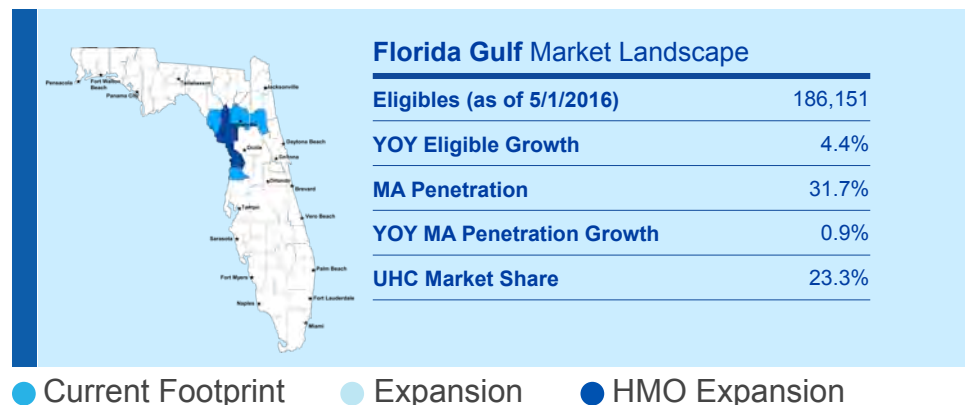 Florida Gulf Market Landscape
Eligibles (as of 5/1/2016) 186,151
YOY Eligible Growth 4.4%
MA Penetration 31.7%
YOY MA Penetration Growth 0.9%
UHC Market Share 23.3%
Pensacola
Fort Walton
Beach
Panama City
Tallahassee
Jacksonville
Ocala
Daytona Beach
Orlando
Brevard
Tampa
Vero Beach
Sarasota
Fort Myers
Palm Beach
Naples
Fort Lauderdale
Miami
Current Footprint Expansion HMO Expansion